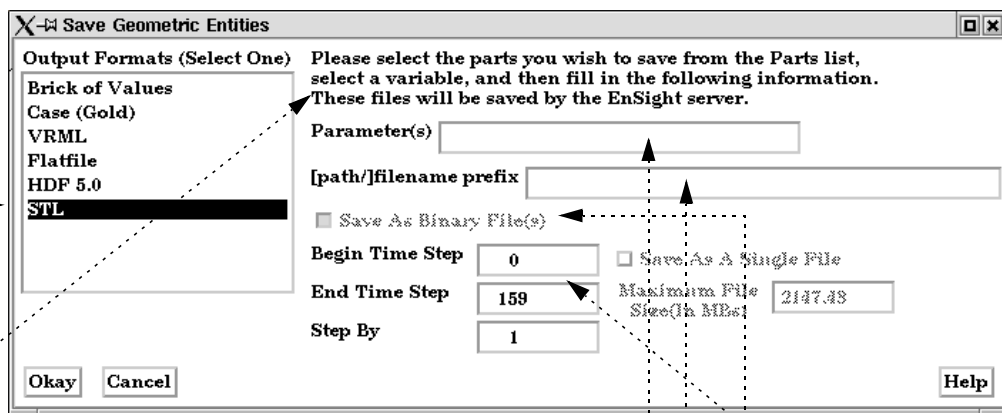 Save Geometric Entities
Output Formats (Select One)
Brick of Values
Case (Gold)
VRML
Flatfile
HDF 5.0
STL
Please select the parts you wish to save from the Parts list,
select a variable, and then fill in the following information.
These files will be saved by the EnSight server.
Parameter(s)
[path/]filename prefix
Save As Binary File(s)
Begin Time Step 0
Save As A Single File
End Time Step 159
Maximum File
Size(In MBs) 2147.48
Step By 1
Okay Cancel Help